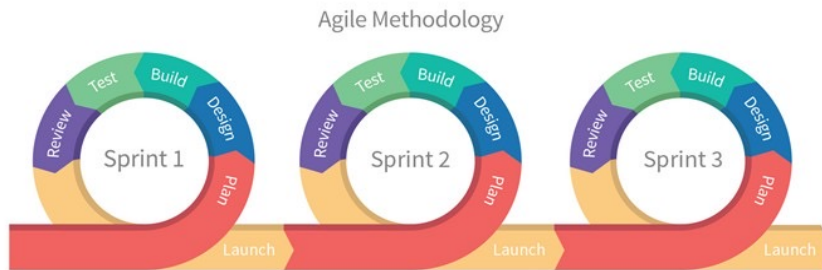 Agile Methodology
Sprint 1
Plan
Design
Build
Test
Review
Launch
Sprint 2
Plan
Design
Build
Test
Review
Launch
Sprint 3
Plan
Design
Build
Test
Review
Launch